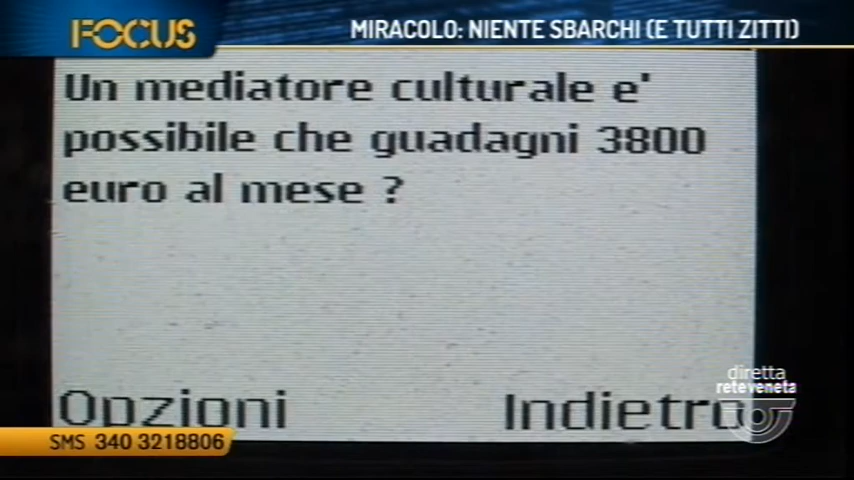 FOCUS
MIRACOLO: NIENTE SBARCHI (E TUTTI ZITTI)
Un mediatore culturale e'
possibile che guadagni 3800
euro al mese ?
Opzioni Indietro
diretta
reteveneta
SMS 340 3218806